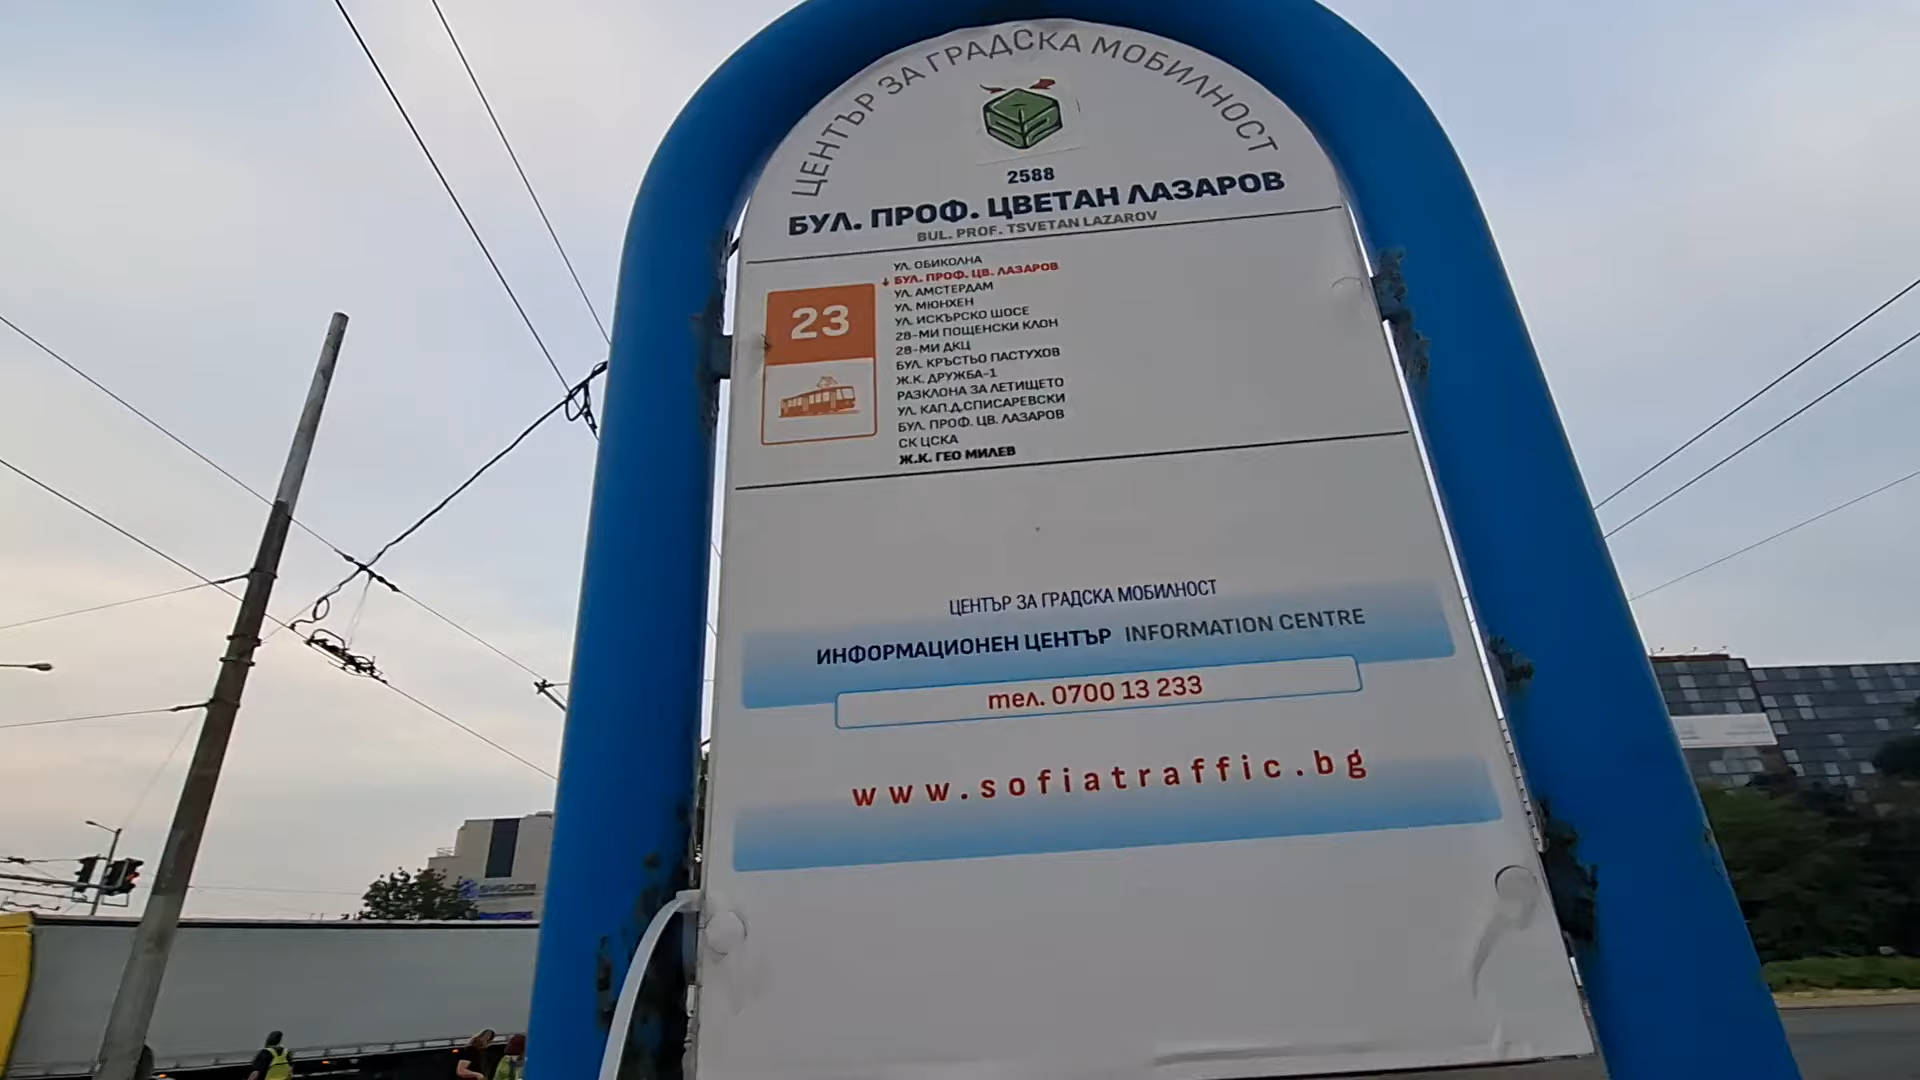 ЦЕНТЪР ЗА ГРАДСКА МОБИЛНОСТ
2588
БУЛ. ПРОФ. ЦВЕТАН ЛАЗАРОВ
BUL. PROF. TSVETAN LAZAROV
23
УЛ. ОБИКОЛНА
↓ БУЛ. ПРОФ. ЦВ. ЛАЗАРОВ
УЛ. АМСТЕРДАМ
УЛ. МЮНХЕН
УЛ. ИСКЪРСКО ШОСЕ
28-МИ ПОЩЕНСКИ КЛОН
28-МИ ДКЦ
БУЛ. КРЪСТЬО ПАСТУХОВ
Ж.К. ДРУЖБА-1
РАЗКЛОНА ЗА ЛЕТИЩЕТО
УЛ. КАП.Д.СПИСАРЕВСКИ
БУЛ. ПРОФ. ЦВ. ЛАЗАРОВ
СК ЦСКА
Ж.К. ГЕО МИЛЕВ
ЦЕНТЪР ЗА ГРАДСКА МОБИЛНОСТ
ИНФОРМАЦИОНЕН ЦЕНТЪР INFORMATION CENTRE
тел. 0700 13 233
www.sofiatraffic.bg